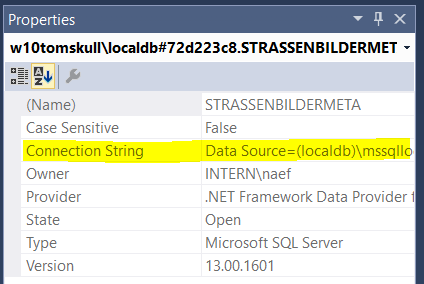 Properties
w10tomskull\localdb#72d223c8.STRASSENBILDERMET
(Name) STRASSENBILDERMETA
Case Sensitive False
Connection String Data Source=(localdb)\mssqllo
Owner INTERN\naef
Provider .NET Framework Data Provider f
State Open
Type Microsoft SQL Server
Version 13.00.1601